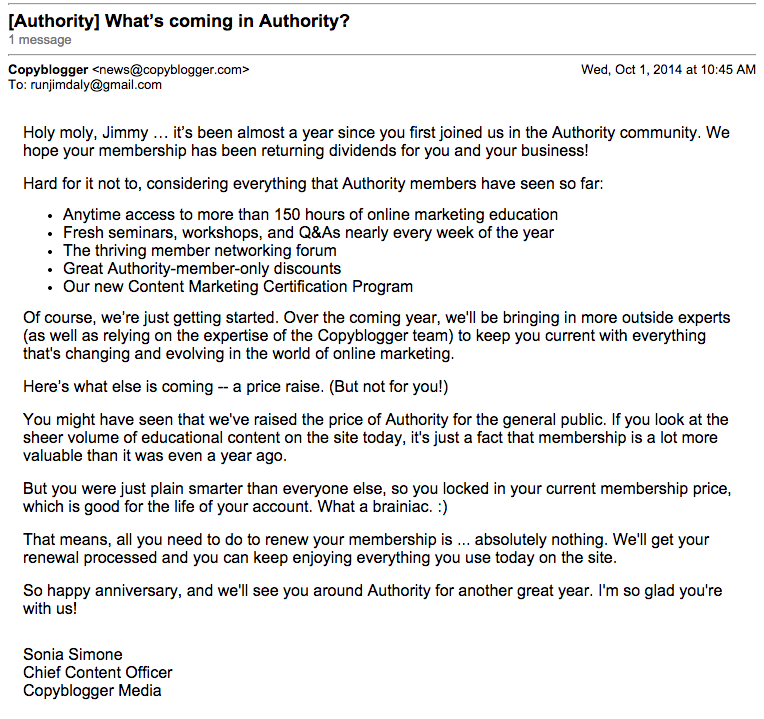 [Authority] What's coming in Authority?
1 message
Copyblogger <news@copyblogger.com> Wed, Oct 1, 2014 at 10:45 AM
To: runjimdaly@gmail.com
Holy moly, Jimmy … it's been almost a year since you first joined us in the Authority community. We
hope your membership has been returning dividends for you and your business!
Hard for it not to, considering everything that Authority members have seen so far:
• Anytime access to more than 150 hours of online marketing education
• Fresh seminars, workshops, and Q&As nearly every week of the year
• The thriving member networking forum
• Great Authority-member-only discounts
• Our new Content Marketing Certification Program
Of course, we're just getting started. Over the coming year, we'll be bringing in more outside experts
(as well as relying on the expertise of the Copyblogger team) to keep you current with everything
that's changing and evolving in the world of online marketing.
Here's what else is coming -- a price raise. (But not for you!)
You might have seen that we've raised the price of Authority for the general public. If you look at the
sheer volume of educational content on the site today, it's just a fact that membership is a lot more
valuable than it was even a year ago.
But you were just plain smarter than everyone else, so you locked in your current membership price,
which is good for the life of your account. What a brainiac. :)
That means, all you need to do to renew your membership is ... absolutely nothing. We'll get your
renewal processed and you can keep enjoying everything you use today on the site.
So happy anniversary, and we'll see you around Authority for another great year. I'm so glad you're
with us!
Sonia Simone
Chief Content Officer
Copyblogger Media